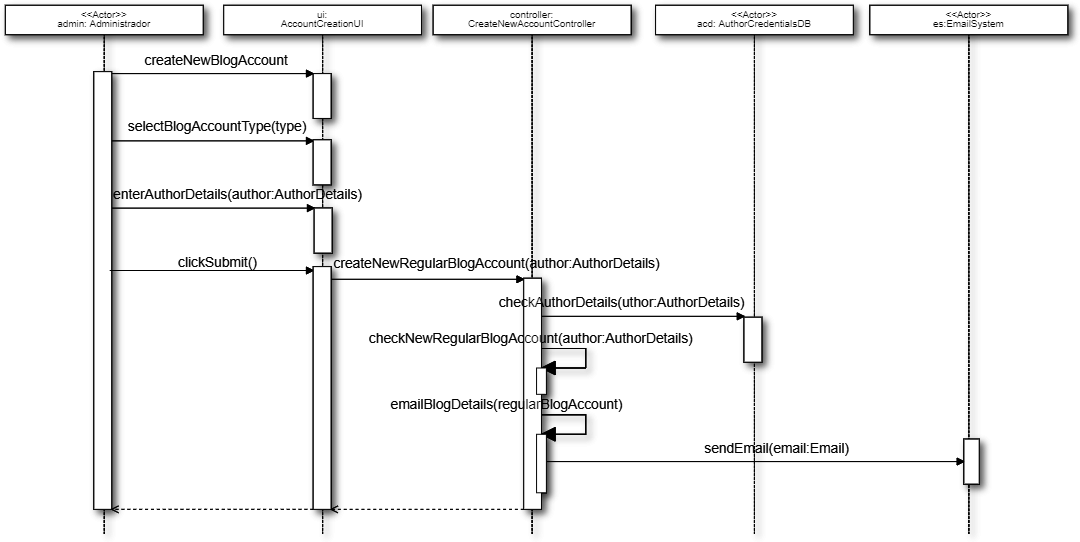 <<Actor>>
admin: Administrador
ui:
AccountCreationUI
controller:
CreateNewAccountController
<<Actor>>
acd: AuthorCredentialsDB
<<Actor>>
es:EmailSystem
createNewBlogAccount
selectBlogAccountType(type)
enterAuthorDetails(author:AuthorDetails)
clickSubmit()
createNewRegularBlogAccount(author:AuthorDetails)
checkAuthorDetails(uthor:AuthorDetails)
checkNewRegularBlogAccount(author:AuthorDetails)
emailBlogDetails(regularBlogAccount)
sendEmail(email:Email)